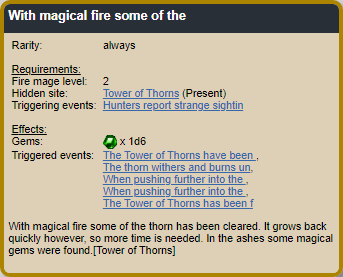 With magical fire some of the
Rarity: always
Requirements:
Fire mage level: 2
Hidden site: Tower of Thorns (Present)
Triggering events: Hunters report strange sightin
Effects:
Gems: x 1d6
Triggered events: The Tower of Thorns have been ,
The thorn withers and burns un,
When pushing further into the ,
When pushing further into the ,
The Tower of Thorns has been f
With magical fire some of the thorn has been cleared. It grows back
quickly however, so more time is needed. In the ashes some magical
gems were found.[Tower of Thorns]